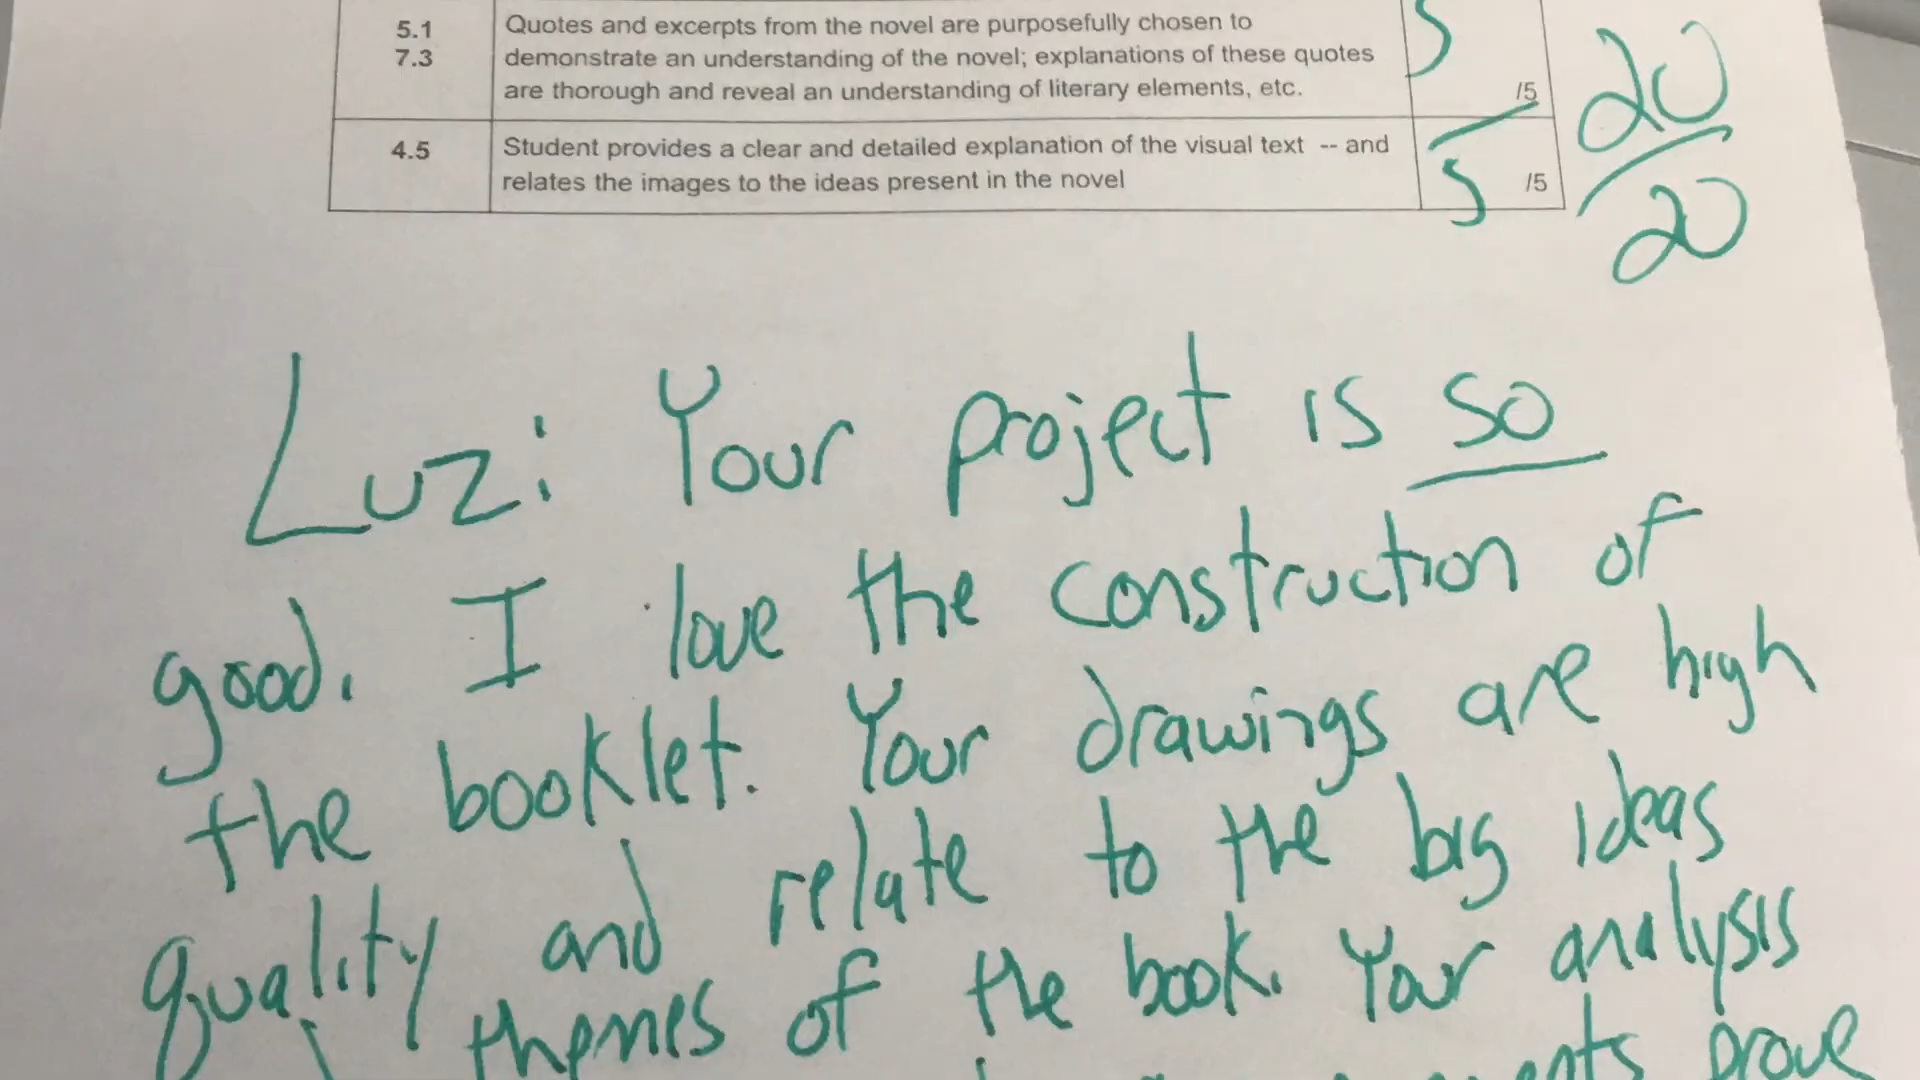 5.1
7.3
Quotes and excerpts from the novel are purposefully chosen to
demonstrate an understanding of the novel; explanations of these quotes
are thorough and reveal an understanding of literary elements, etc.
5
/5
4.5
Student provides a clear and detailed explanation of the visual text -- and
relates the images to the ideas present in the novel
5
/5
20
20
Luz: Your project is so
good. I love the construction of
the booklet. Your drawings are high
quality and relate to the big ideas
themes of the book. Your analysis
prove